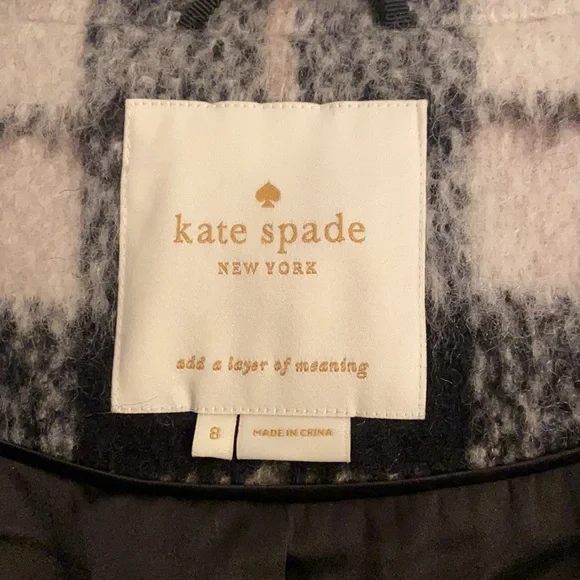 kate spade
NEW YORK
add a layer of meaning
8
MADE IN CHINA